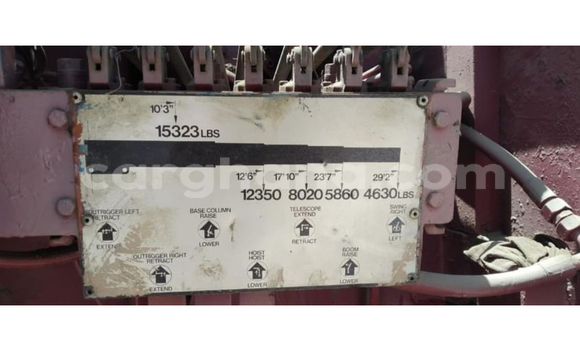 10'3"
15323 LBS
12'6" 17'10" 23'7" 29'2"
12350 8020 5860 4630 LBS
OUTRIGGER LEFT RETRACT
EXTEND
BASE COLUMN RAISE
LOWER
TELESCOPE EXTEND
RETRACT
SWING RIGHT
LEFT
OUTRIGGER RIGHT RETRACT
EXTEND
HOIST HOIST
LOWER
BOOM RAISE
LOWER